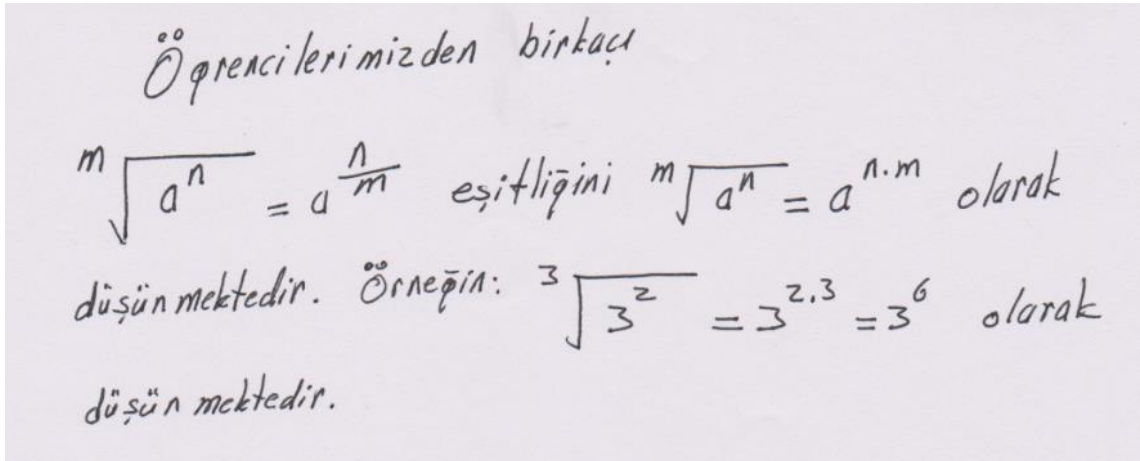 Öğrencilerimizden birkaçı
ᵐ√aⁿ = a^(n/m) eşitliğini ᵐ√aⁿ = a^(n.m) olarak
düşünmektedir. Örneğin: ³√3² = 3^(2.3) = 3⁶ olarak
düşünmektedir.